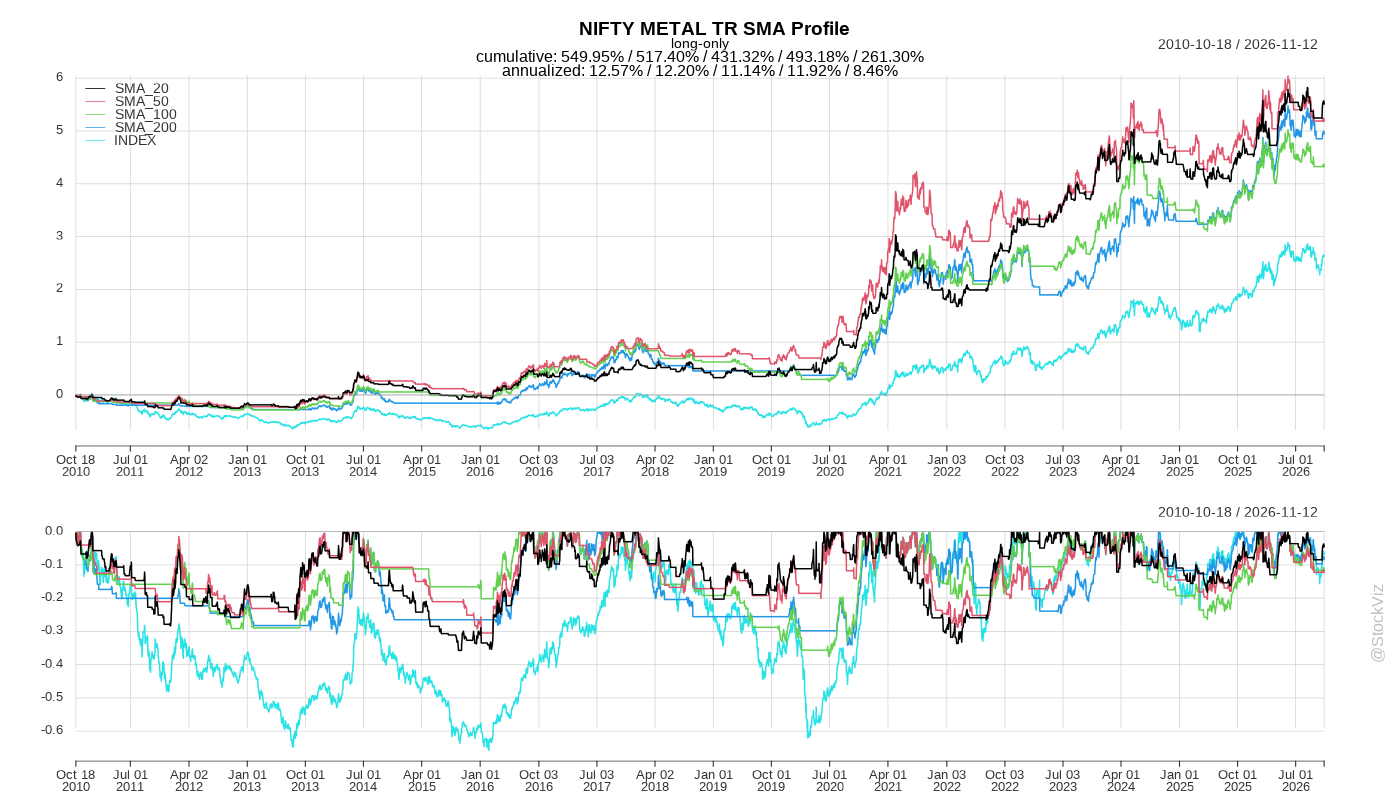 NIFTY METAL TR SMA Profile
long-only
cumulative: 549.95% / 517.40% / 431.32% / 493.18% / 261.30%
annualized: 12.57% / 12.20% / 11.14% / 11.92% / 8.46%
2010-10-18 / 2026-11-12
SMA_20
SMA_50
SMA_100
SMA_200
INDEX
6
5
4
3
2
1
0
Oct 18 Jul 01 Apr 02 Jan 01 Oct 01 Jul 01 Apr 01 Jan 01 Oct 03 Jul 03 Apr 02 Jan 01 Oct 01 Jul 01 Apr 01 Jan 03 Oct 03 Jul 03 Apr 01 Jan 01 Oct 01 Jul 01
2010 2011 2012 2013 2013 2014 2015 2016 2016 2017 2018 2019 2019 2020 2021 2022 2022 2023 2024 2025 2025 2026
2010-10-18 / 2026-11-12
0.0
-0.1
-0.2
-0.3
-0.4
-0.5
-0.6
Oct 18 Jul 01 Apr 02 Jan 01 Oct 01 Jul 01 Apr 01 Jan 01 Oct 03 Jul 03 Apr 02 Jan 01 Oct 01 Jul 01 Apr 01 Jan 03 Oct 03 Jul 03 Apr 01 Jan 01 Oct 01 Jul 01
2010 2011 2012 2013 2013 2014 2015 2016 2016 2017 2018 2019 2019 2020 2021 2022 2022 2023 2024 2025 2025 2026
@StockViz